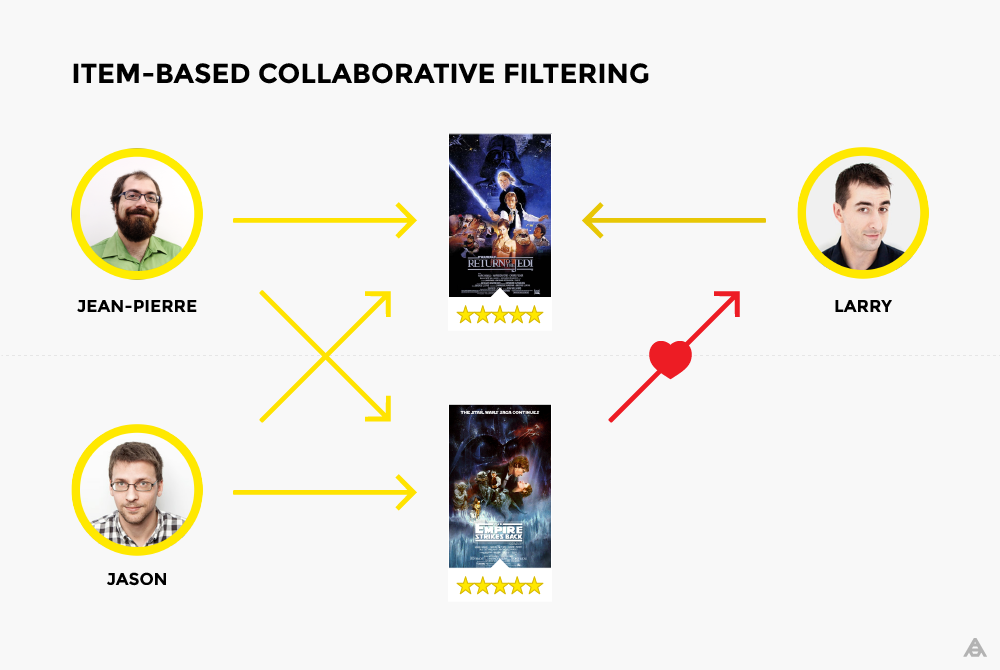 ITEM-BASED COLLABORATIVE FILTERING
RETURN OF THE JEDI
JEAN-PIERRE
LARRY
THE STAR WARS SAGA CONTINUES
THE
EMPIRE
STRIKES BACK
JASON